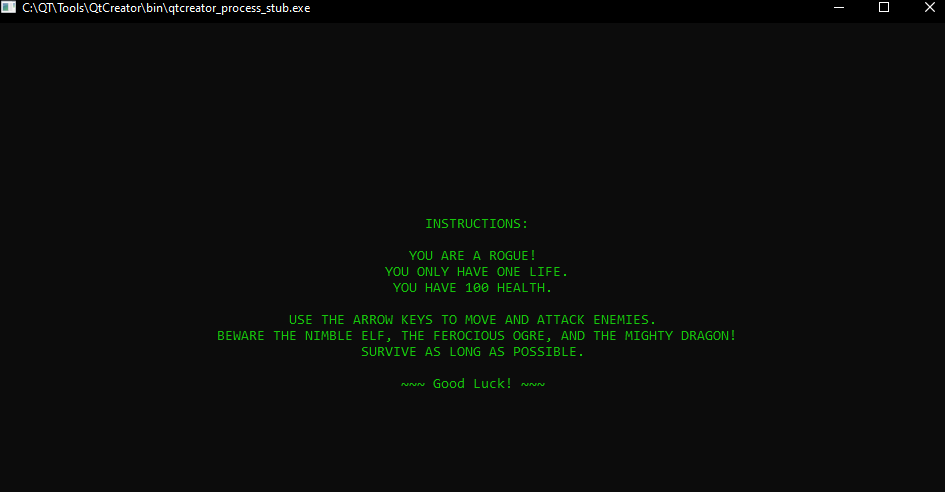 C:\QT\Tools\QtCreator\bin\qtcreator_process_stub.exe
INSTRUCTIONS:
YOU ARE A ROGUE!
YOU ONLY HAVE ONE LIFE.
YOU HAVE 100 HEALTH.
USE THE ARROW KEYS TO MOVE AND ATTACK ENEMIES.
BEWARE THE NIMBLE ELF, THE FEROCIOUS OGRE, AND THE MIGHTY DRAGON!
SURVIVE AS LONG AS POSSIBLE.
~~~ Good Luck! ~~~